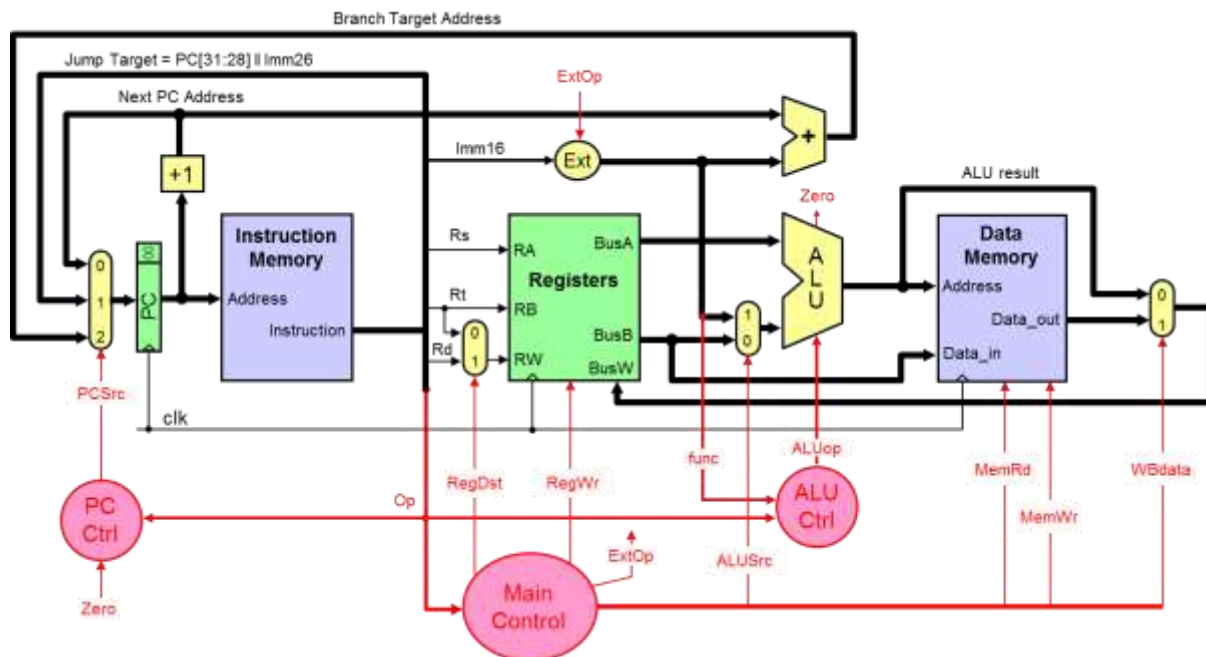 Branch Target Address
Jump Target = PC[31:28] ‖ Imm26
ExtOp
Next PC Address
+
Imm16
Ext
+1
ALU result
Zero
Instruction
Memory
Rs
RA
BusA
Registers
Data
Memory
00
PC
0
1
2
Address
Instruction
Rt
RB
Rd
0
1
RW
BusB
BusW
1
0
A
L
U
Address
Data_out
Data_in
0
1
PCSrc
clk
RegDst
RegWr
func
ALUop
MemRd
WBdata
Op
PC
Ctrl
ALU
Ctrl
MemWr
ExtOp
ALUSrc
Zero
Main
Control